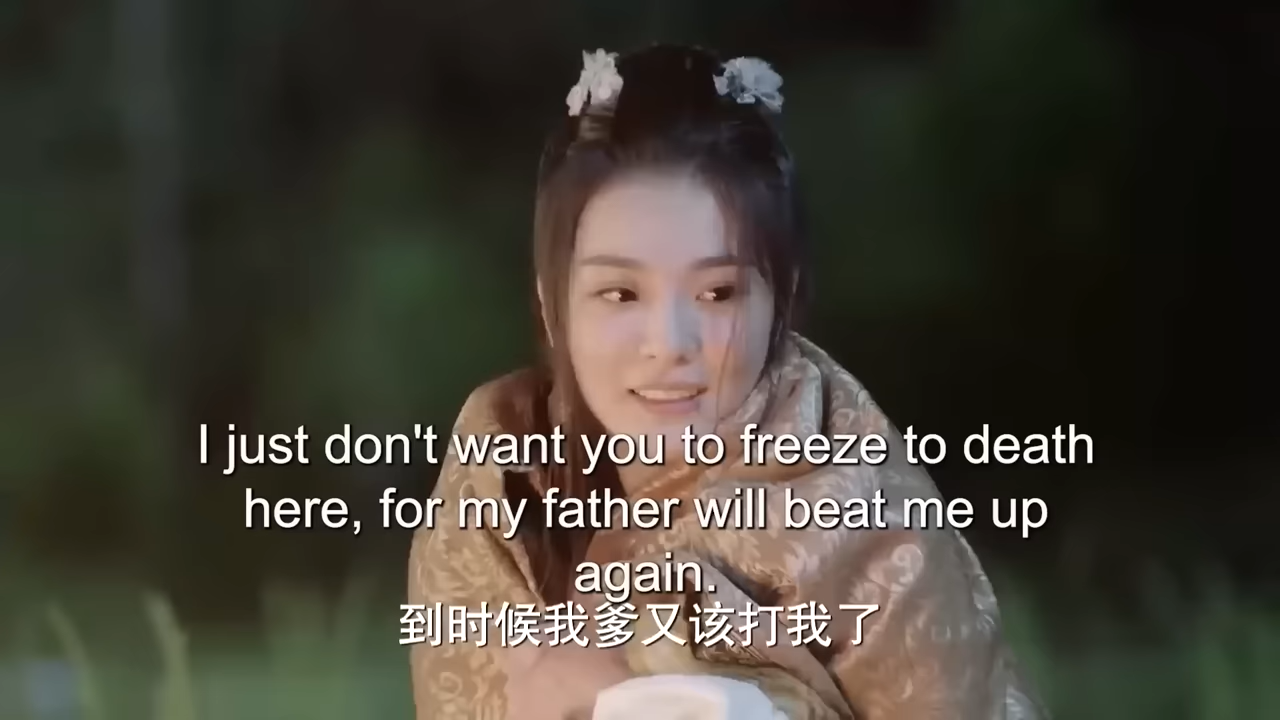 I just don't want you to freeze to death
here, for my father will beat me up
again.
到时候我爹又该打我了